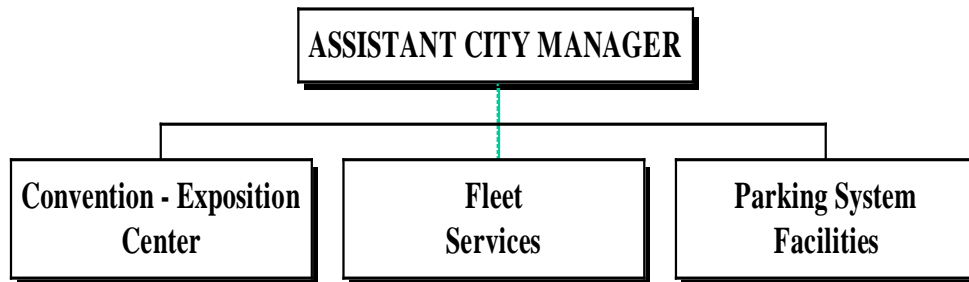 ASSISTANT CITY MANAGER
Convention - Exposition
Center
Fleet
Services
Parking System
Facilities